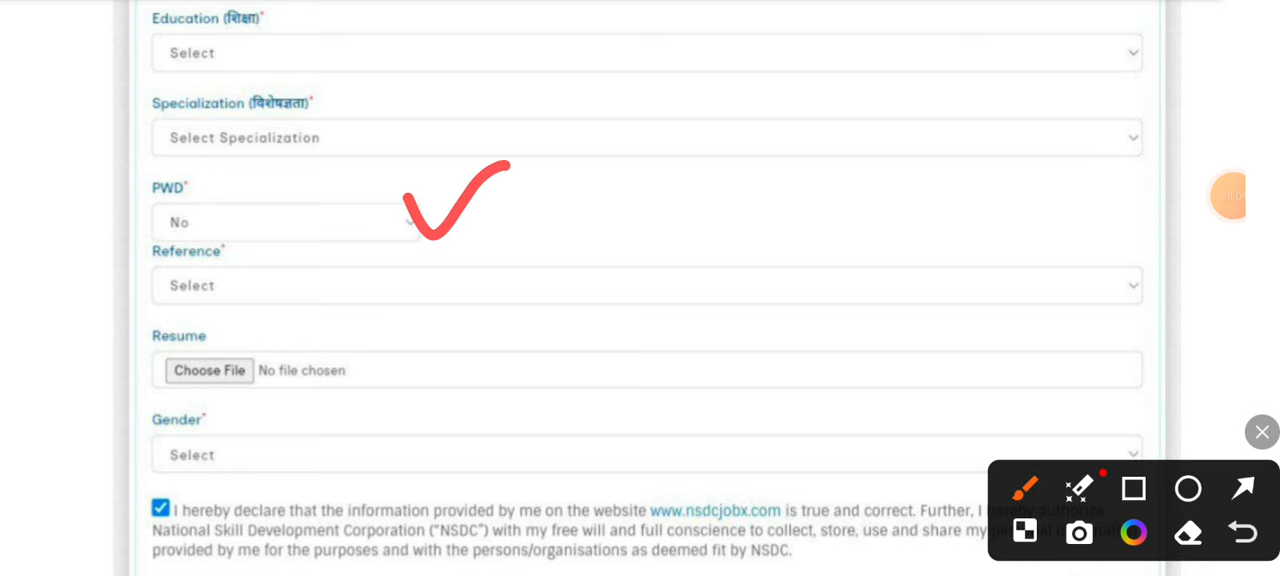 Education (शिक्षा)*
Select
Specialization (विशेषज्ञता)*
Select Specialization
PWD*
No
Reference*
Select
Resume
Choose File No file chosen
Gender*
Select
I hereby declare that the information provided by me on the website www.nsdcjobx.com is true and correct. Further, I hereby authorize
National Skill Development Corporation ("NSDC") with my free will and full conscience to collect, store, use and share my
provided by me for the purposes and with the persons/organisations as deemed fit by NSDC.